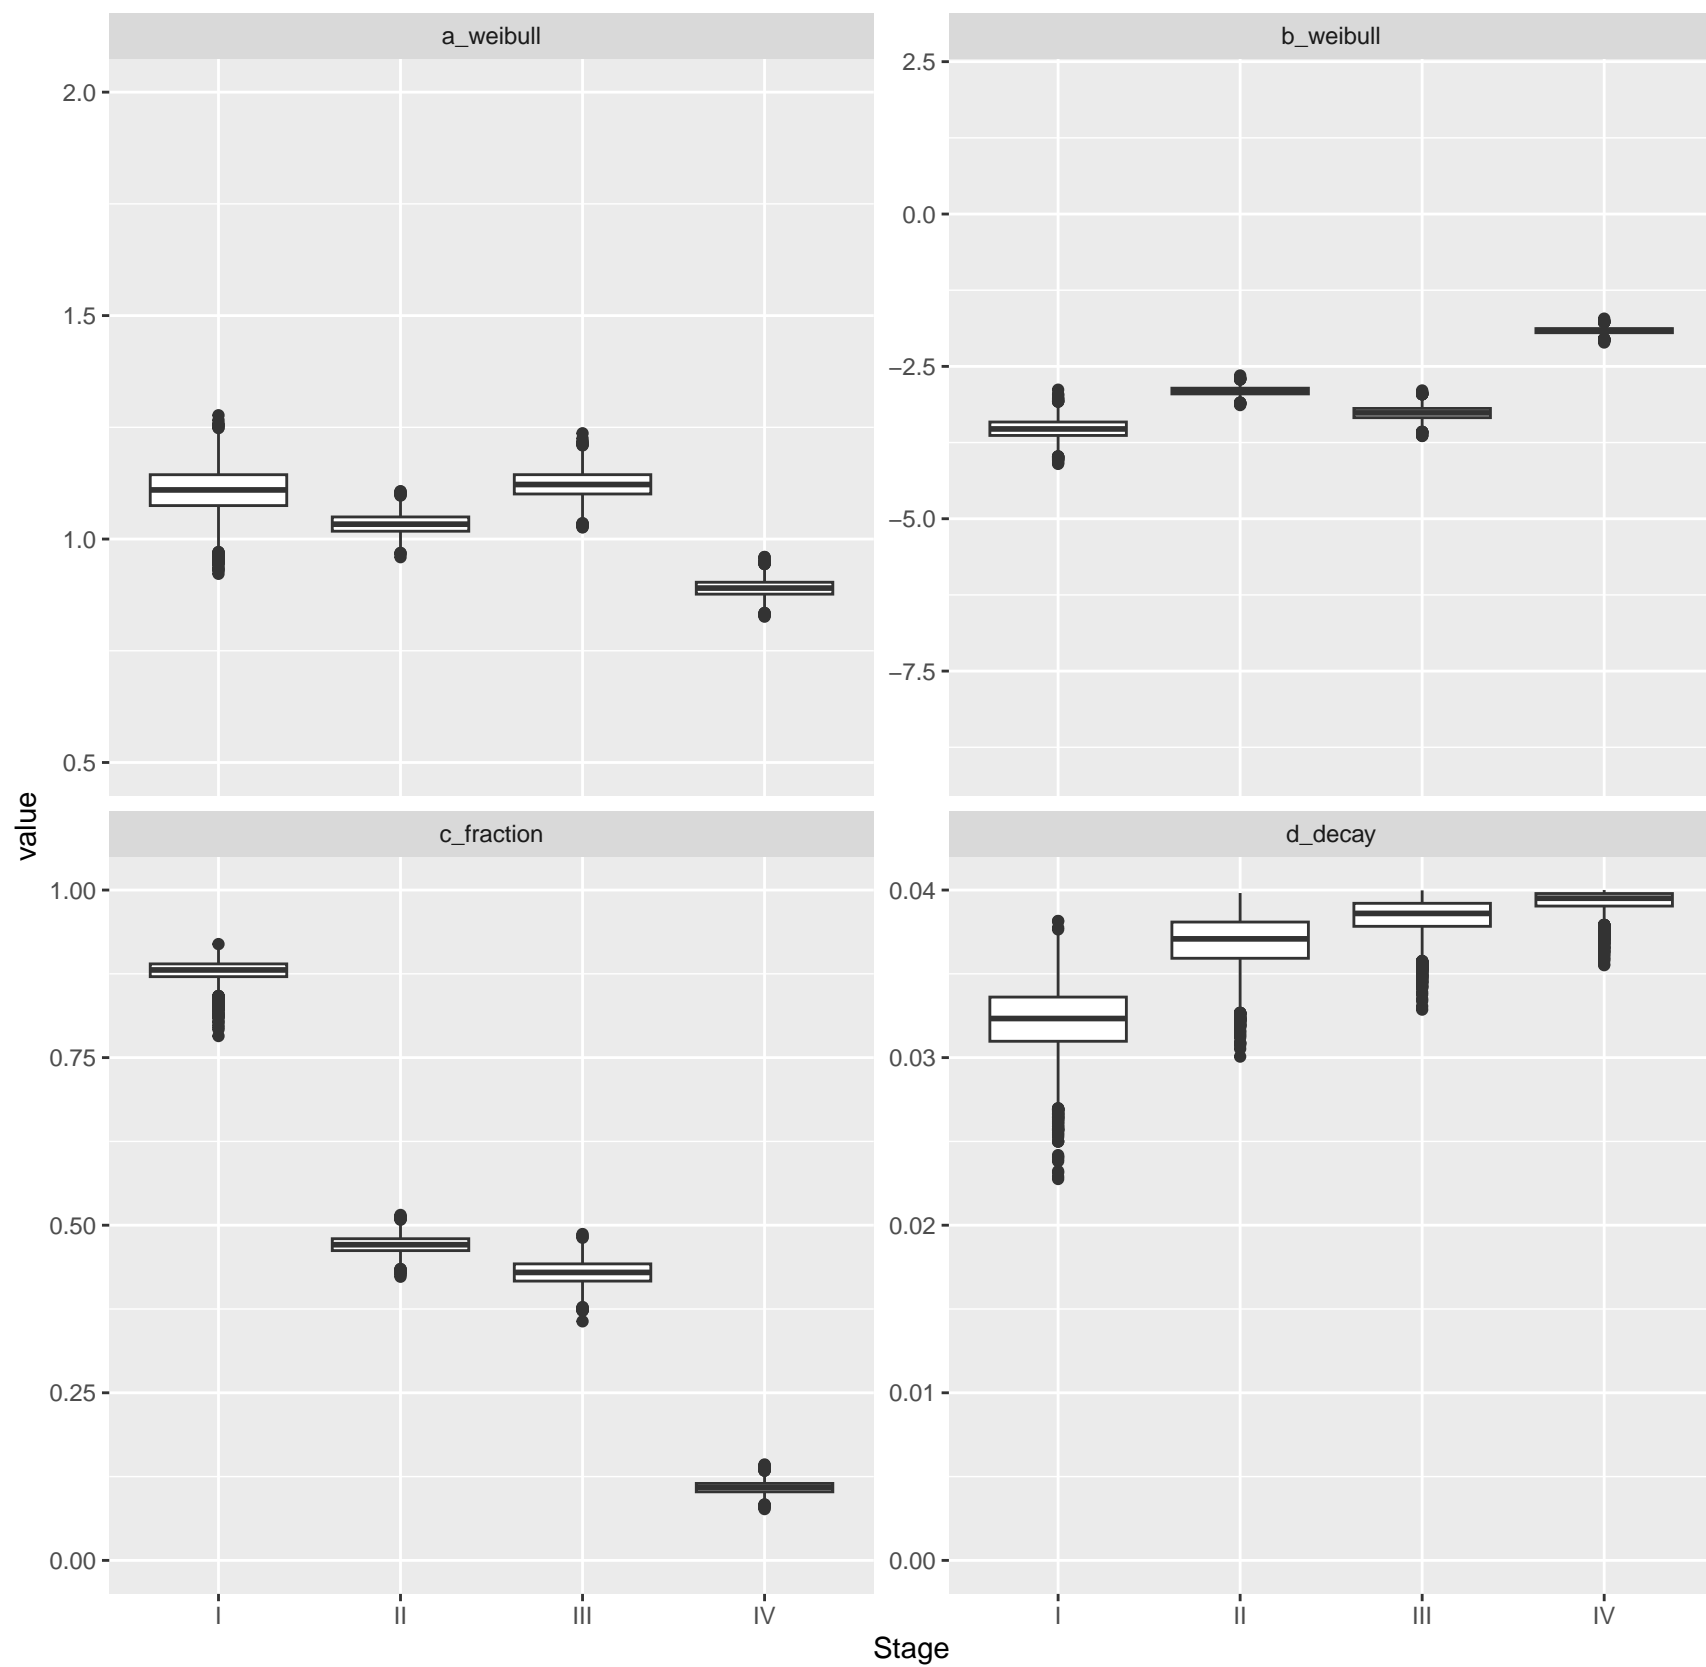 a_weibull
b_weibull
2.0
1.5
1.0
0.5
2.5
0.0
−2.5
−5.0
−7.5
value
c_fraction
d_decay
1.00
0.75
0.50
0.25
0.00
0.04
0.03
0.02
0.01
0.00
I II III IV
I II III IV
Stage